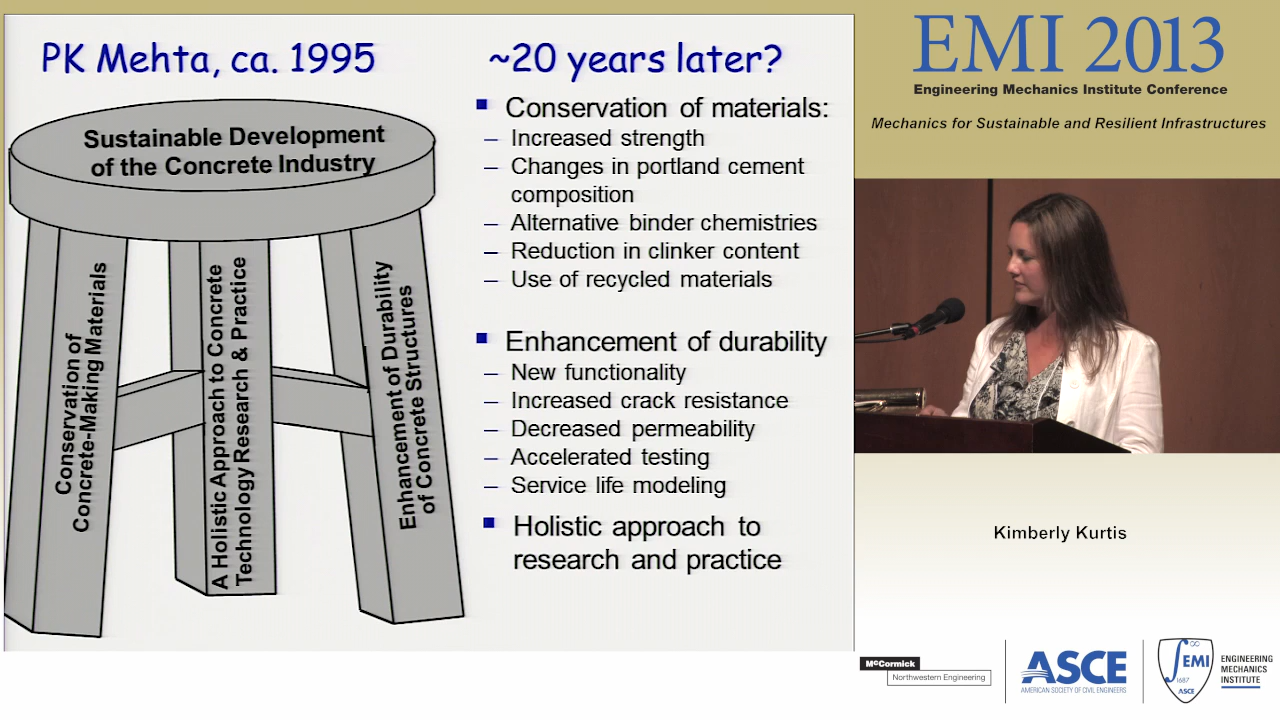 PK Mehta, ca. 1995
Sustainable Development
of the Concrete Industry
Conservation of
Concrete-Making Materials
A Holistic Approach to Concrete
Technology Research & Practice
Enhancement of Durability
of Concrete Structures
~20 years later?
Conservation of materials:
– Increased strength
– Changes in portland cement
composition
– Alternative binder chemistries
– Reduction in clinker content
– Use of recycled materials
Enhancement of durability
– New functionality
– Increased crack resistance
– Decreased permeability
– Accelerated testing
– Service life modeling
Holistic approach to
research and practice
EMI 2013
Engineering Mechanics Institute Conference
Mechanics for Sustainable and Resilient Infrastructures
Kimberly Kurtis
McCormick
Northwestern Engineering
ASCE
AMERICAN SOCIETY OF CIVIL ENGINEERS
∫ ∞
EMI
1687
ASCE
ENGINEERING
MECHANICS
INSTITUTE